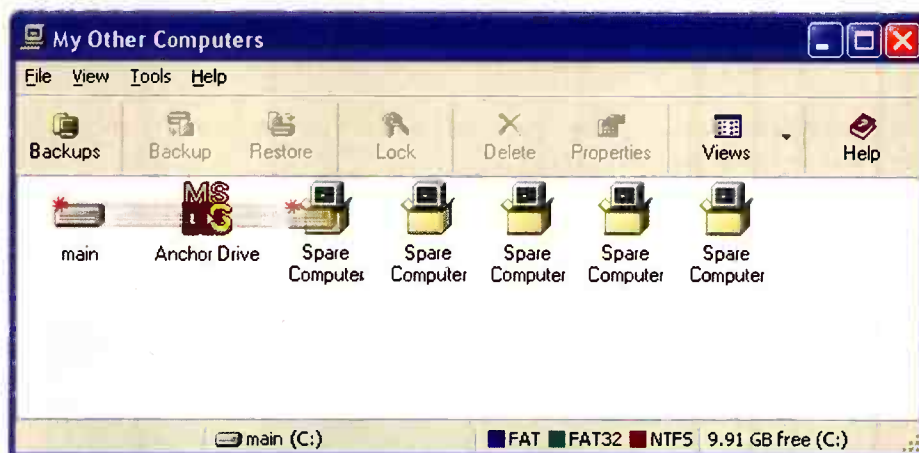 My Other Computers
File View Tools Help
Backups Backup Restore Lock Delete Properties Views Help
MS
main Anchor Drive Spare Computer Spare Computer Spare Computer Spare Computer Spare Computer
main (C:) FAT FAT32 NTFS 9.91 GB free (C:)